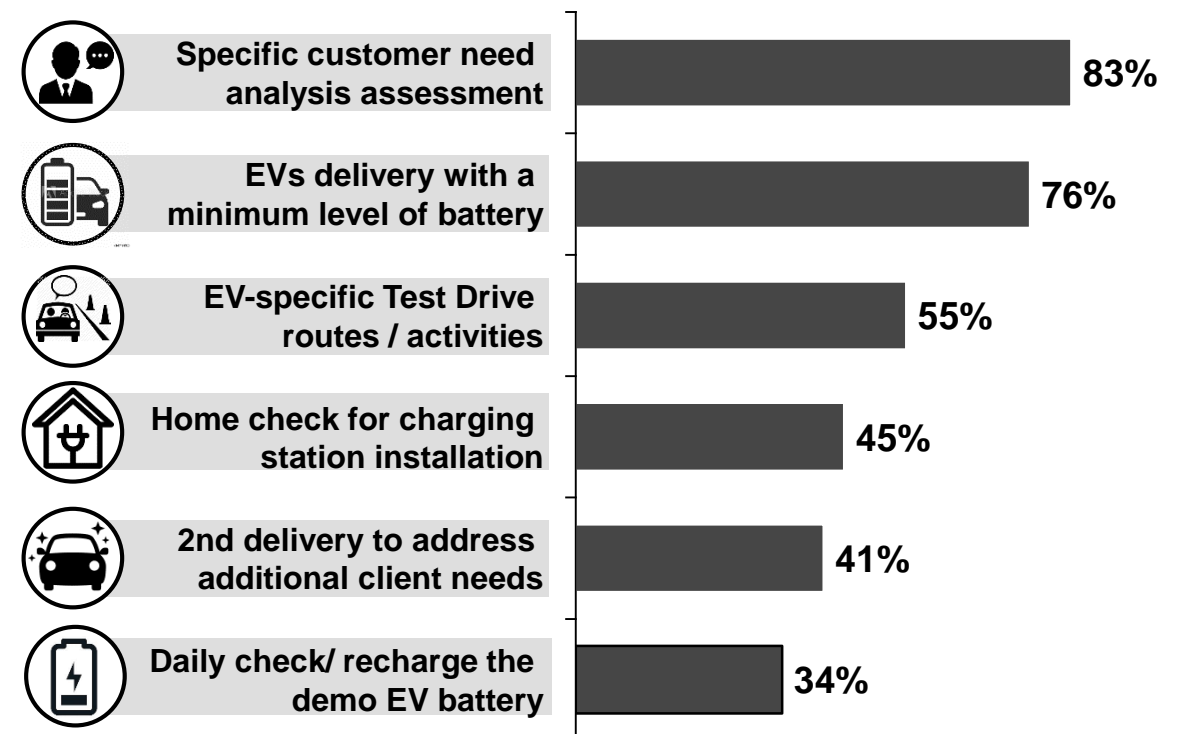 Specific customer need
analysis assessment
83%
EVs delivery with a
minimum level of battery
76%
EV-specific Test Drive
routes / activities
55%
Home check for charging
station installation
45%
2nd delivery to address
additional client needs
41%
Daily check/ recharge the
demo EV battery
34%